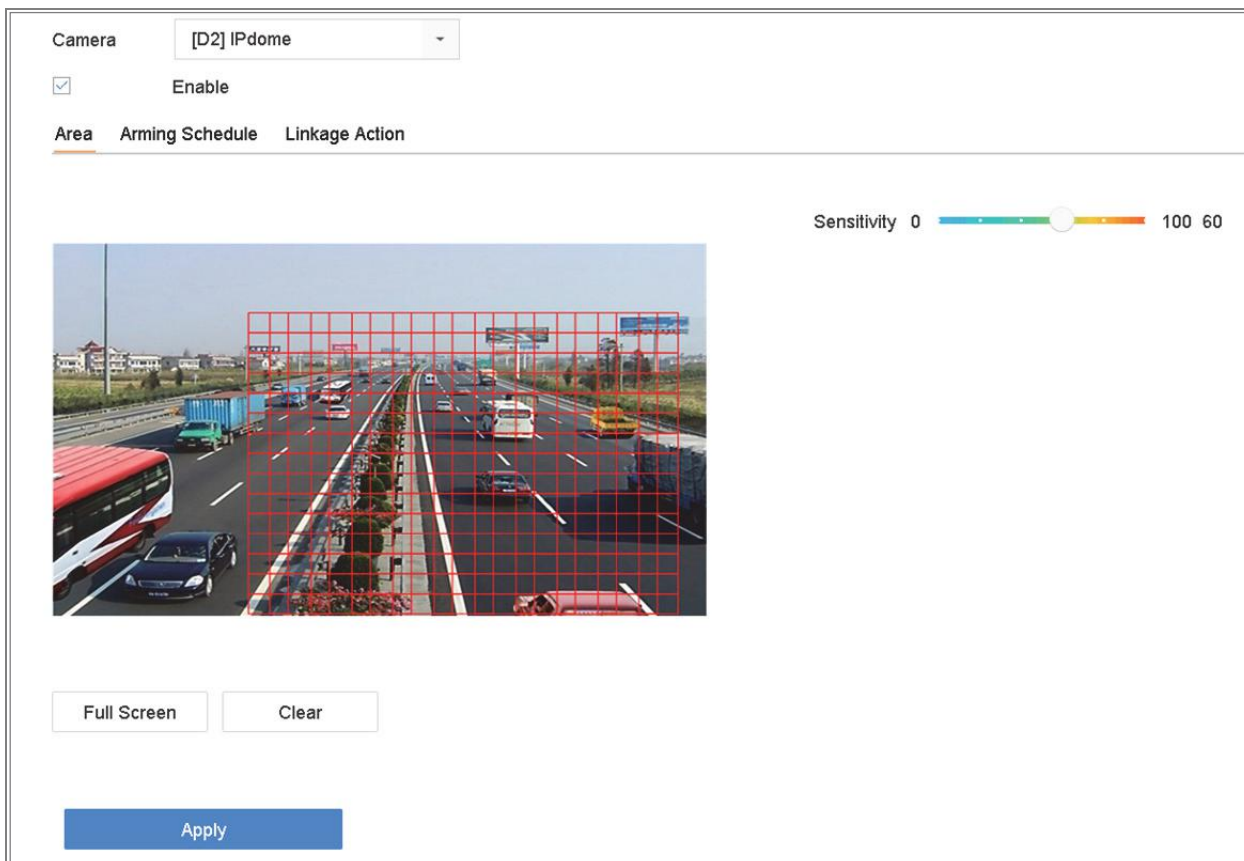 Camera [D2] IPdome
Enable
Area Arming Schedule Linkage Action
Sensitivity 0 100 60
Full Screen Clear
Apply